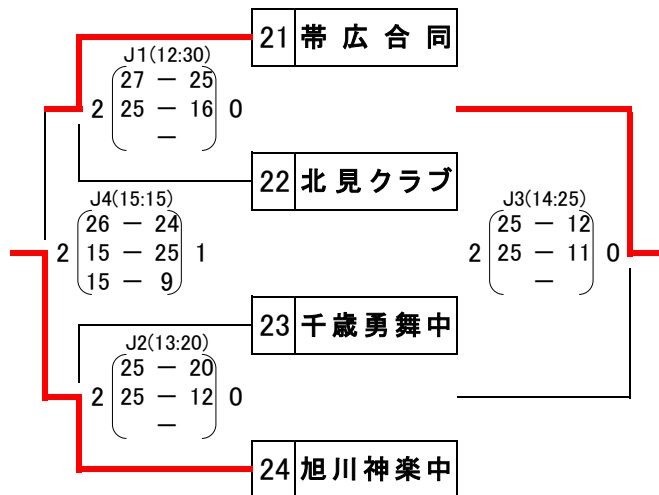 21 帯広合同
J1(12:30)
27 － 25
2 25 － 16 0
－
22 北見クラブ
J4(15:15)
26 － 24
2 15 － 25 1
15 － 9
J3(14:25)
25 － 12
2 25 － 11 0
－
23 千歳勇舞中
J2(13:20)
25 － 20
2 25 － 12 0
－
24 旭川神楽中